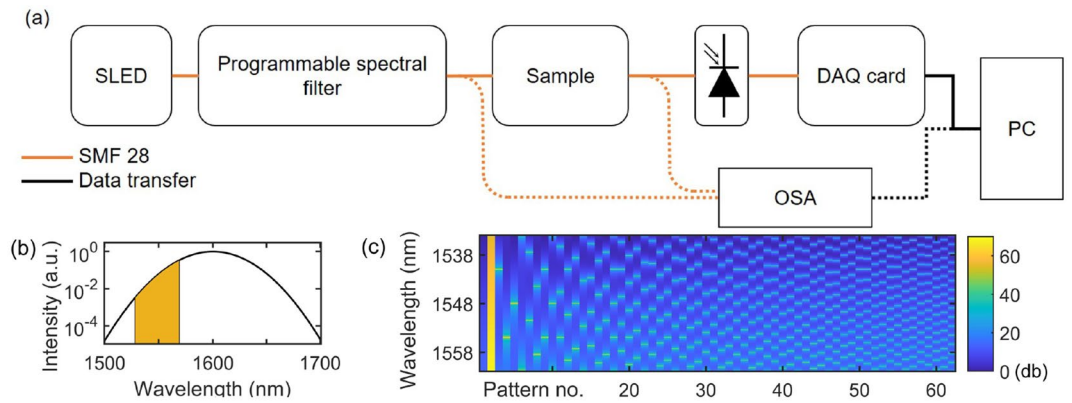 (a)
SLED
Programmable spectral
filter
Sample
DAQ card
PC
SMF 28
Data transfer
OSA
(b)
Intensity (a.u.)
10^0
10^-2
10^-4
1500
1600
1700
Wavelength (nm)
(c)
Wavelength (nm)
1538
1548
1558
Pattern no.
20
30
40
50
60
60
40
20
0 (db)